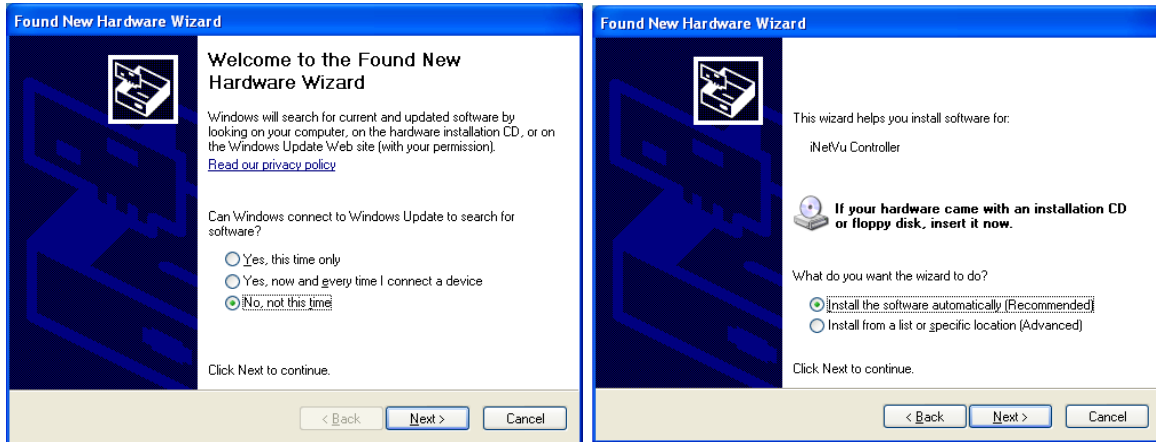 Found New Hardware Wizard
Welcome to the Found New
Hardware Wizard
Windows will search for current and updated software by
looking on your computer, on the hardware installation CD, or on
the Windows Update Web site (with your permission).
Read our privacy policy
Can Windows connect to Windows Update to search for
software?
Yes, this time only
Yes, now and every time I connect a device
No, not this time
Click Next to continue.
< Back
Next >
Cancel
Found New Hardware Wizard
This wizard helps you install software for:
iNetVu Controller
If your hardware came with an installation CD
or floppy disk, insert it now.
What do you want the wizard to do?
Install the software automatically (Recommended)
Install from a list or specific location (Advanced)
Click Next to continue.
< Back
Next >
Cancel